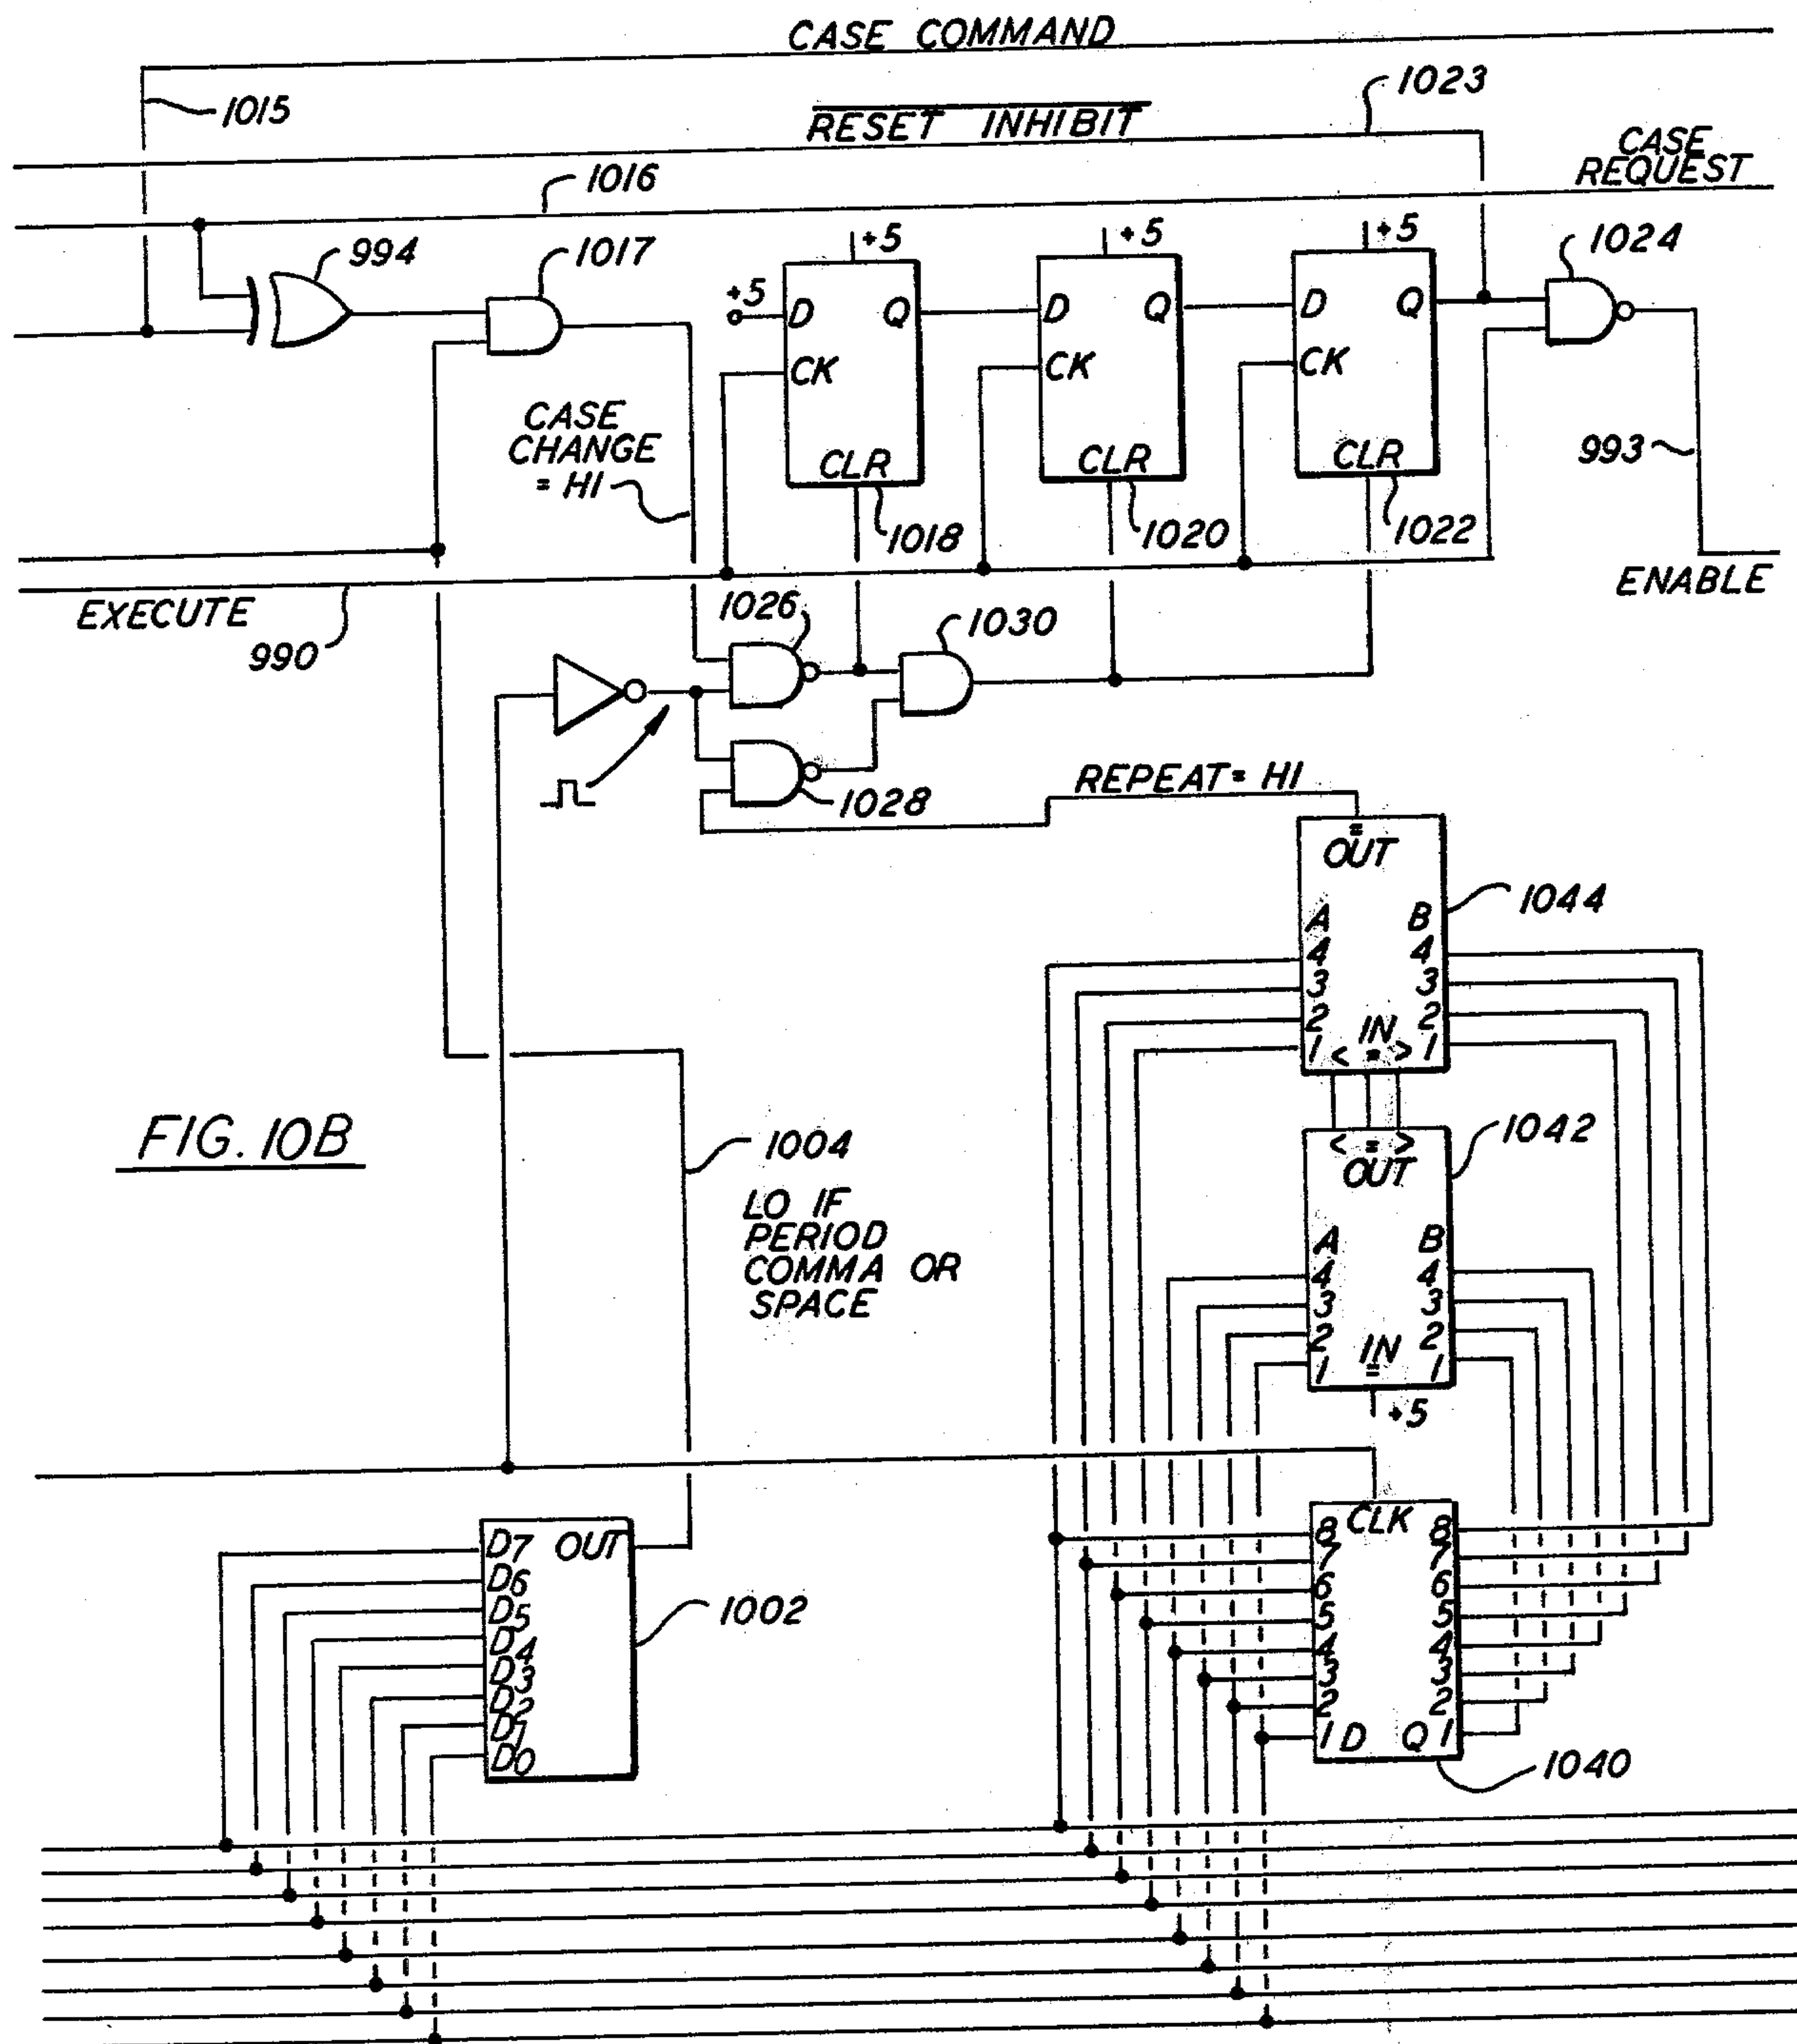 CASE COMMAND
1015
RESET INHIBIT
1023
CASE
REQUEST
1016
994
1017
+5
+5
+5
1024
+5
D Q
D Q
D Q
CK
CK
CK
CASE
CHANGE
= HI
CLR
CLR
CLR
993
1018
1020
1022
EXECUTE
990
ENABLE
1026
1030
1028
REPEAT = HI
=
OUT
1044
A B
4 4
3 3
2 IN 2
1 < = > 1
FIG. 10B
1004
LO IF
PERIOD
COMMA OR
SPACE
< = >
OUT
1042
A B
4 4
3 3
2 IN 2
1 = 1
+5
D7 OUT
D6
D5
D4
D3
D2
D1
D0
1002
CLK
8 8
7 7
6 6
5 5
4 4
3 3
2 2
1 D Q 1
1040